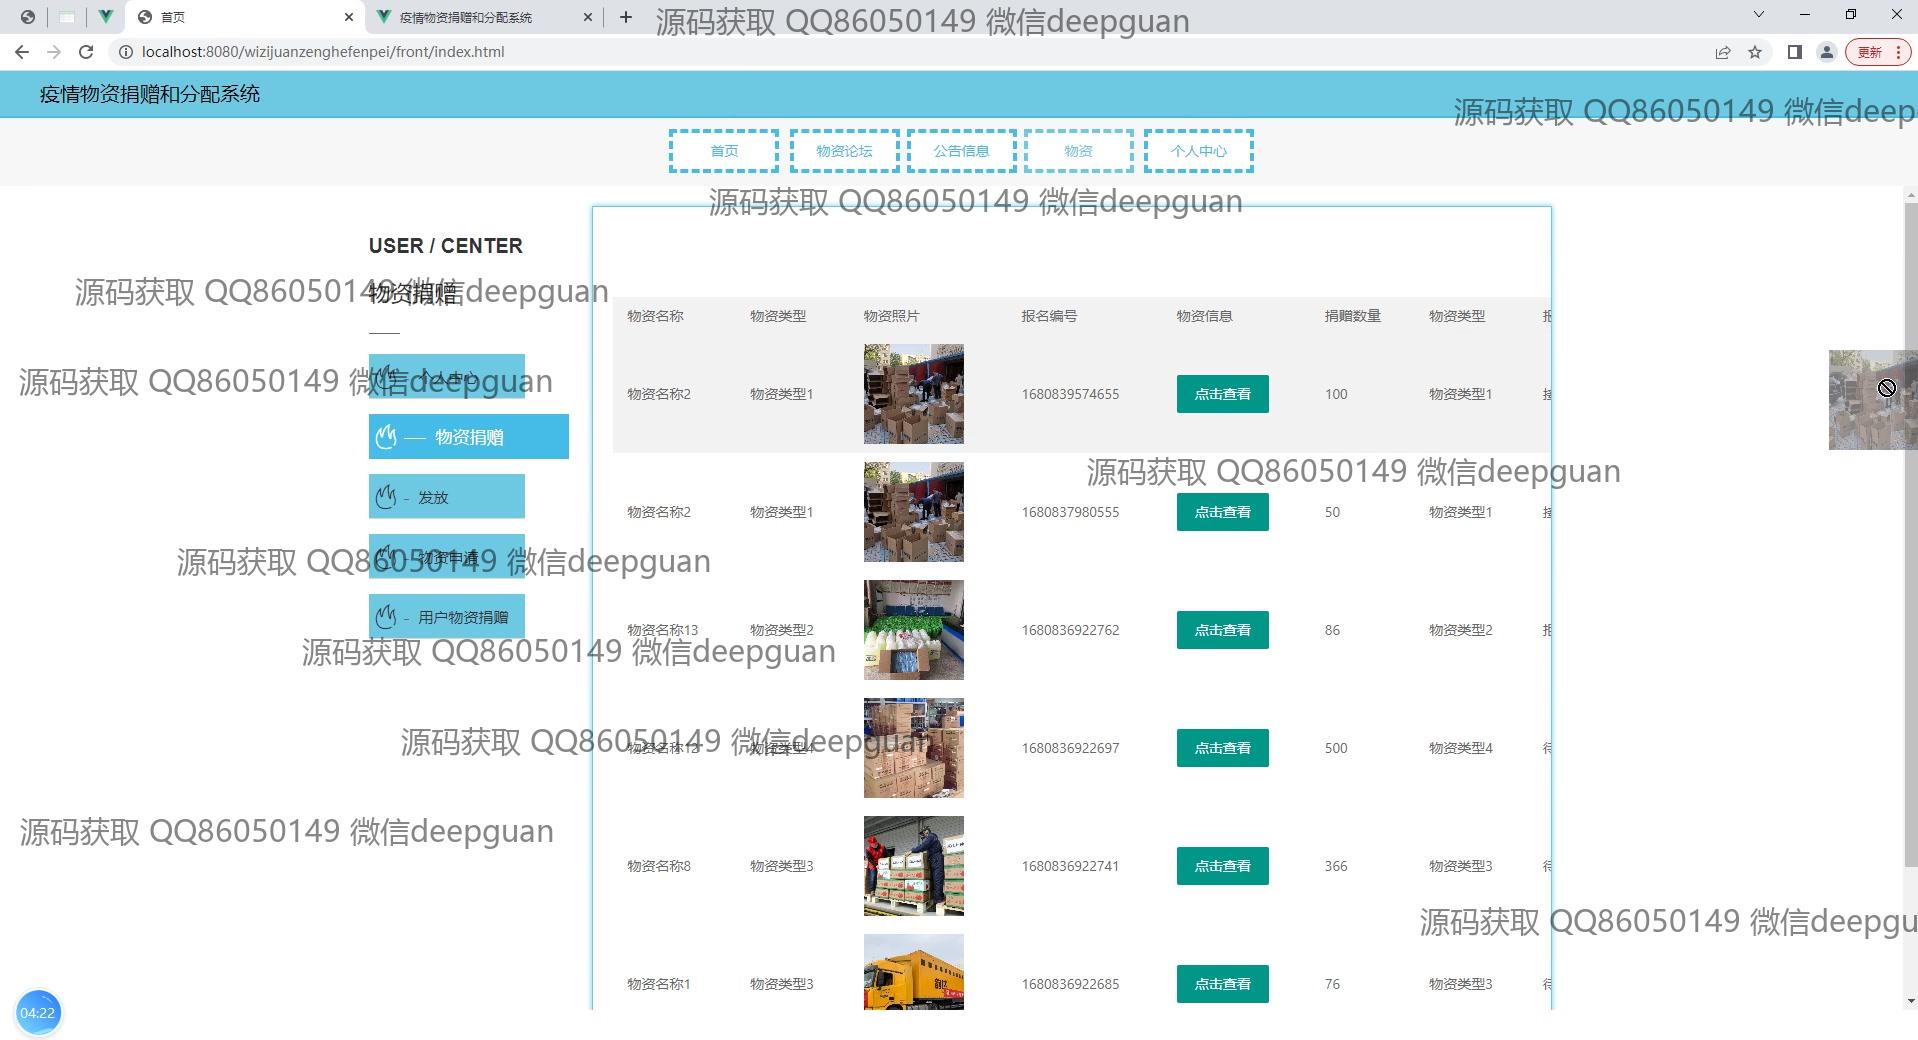 首页
疫情物资捐赠和分配系统
源码获取 QQ86050149 微信deepguan
localhost:8080/wizijuanzenghefenpei/front/index.html
更新
疫情物资捐赠和分配系统
源码获取 QQ86050149 微信deep
首页 物资论坛 公告信息 物资 个人中心
源码获取 QQ86050149 微信deepguan
USER / CENTER
物资捐赠
源码获取 QQ86050149 微信deepguan
个人中心
源码获取 QQ86050149 微信deepguan
物资捐赠
发放
物资申请
源码获取 QQ86050149 微信deepguan
用户物资捐赠
源码获取 QQ86050149 微信deepguan
物资名称 物资类型 物资照片 报名编号 物资信息 捐赠数量 物资类型
物资名称2 物资类型1 1680839574655 点击查看 100 物资类型1
源码获取 QQ86050149 微信deepguan
物资名称2 物资类型1 1680837980555 点击查看 50 物资类型1
物资名称13 物资类型2 1680836922762 点击查看 86 物资类型2
源码获取 QQ86050149 微信deepguan
物资名称12 物资类型4 1680836922697 点击查看 500 物资类型4
源码获取 QQ86050149 微信deepguan
物资名称8 物资类型3 1680836922741 点击查看 366 物资类型3
源码获取 QQ86050149 微信deepgu
物资名称1 物资类型3 1680836922685 点击查看 76 物资类型3
04:22